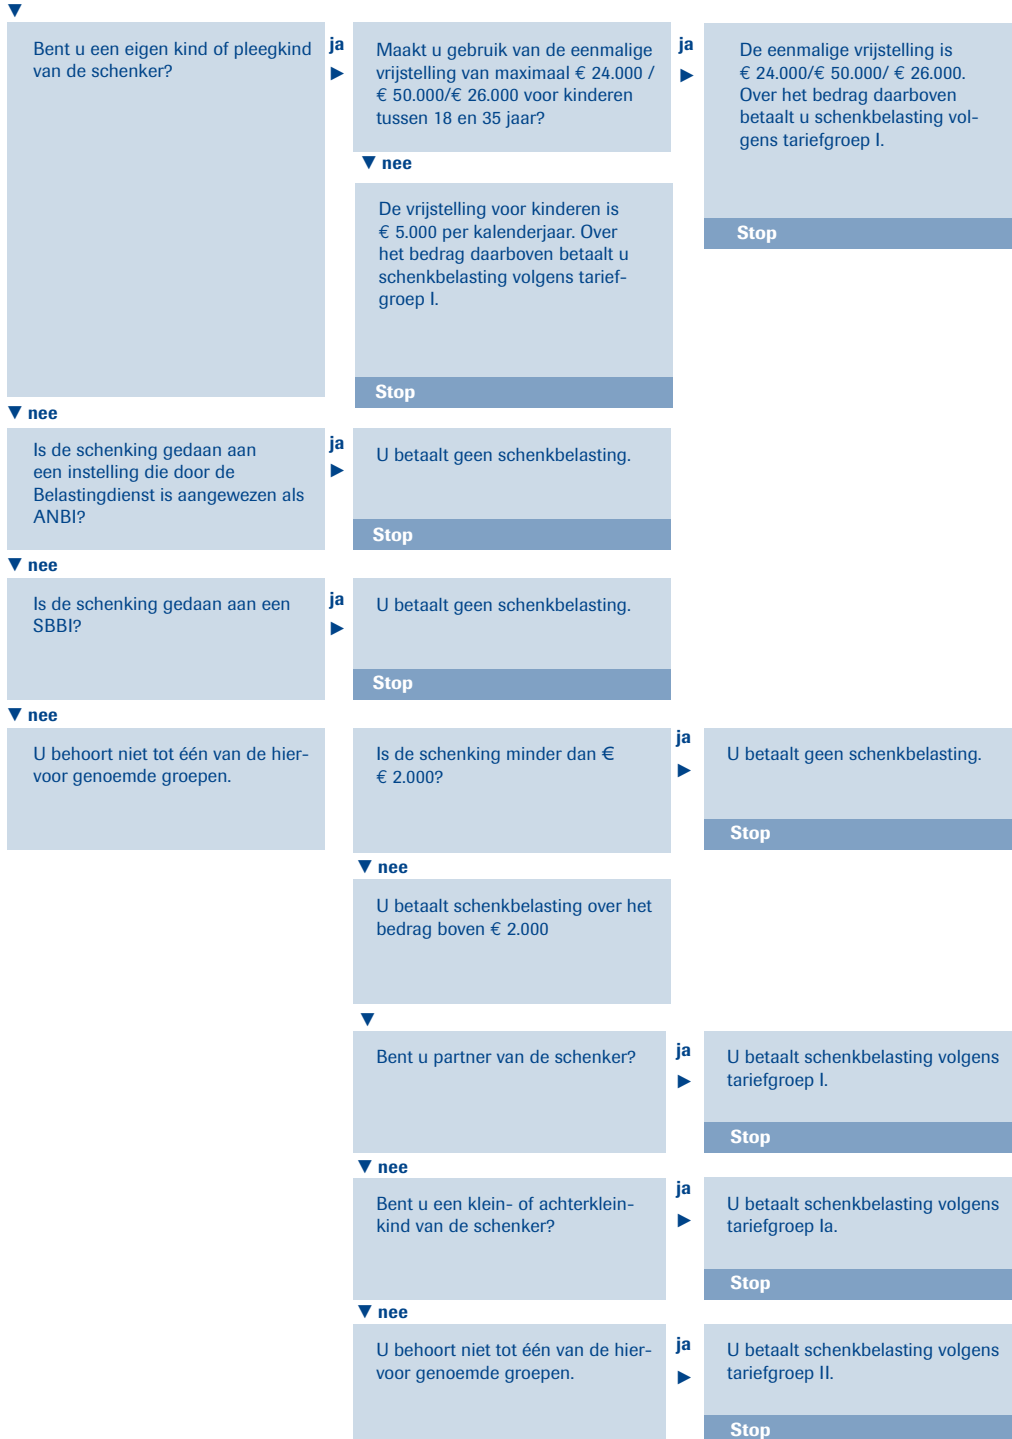 ▼
Bent u een eigen kind of pleegkind
van de schenker?
ja
►
Maakt u gebruik van de eenmalige
vrijstelling van maximaal € 24.000 /
€ 50.000/€ 26.000 voor kinderen
tussen 18 en 35 jaar?
ja
►
De eenmalige vrijstelling is
€ 24.000/€ 50.000/ € 26.000.
Over het bedrag daarboven
betaalt u schenkbelasting vol-
gens tariefgroep I.
Stop
▼ nee
De vrijstelling voor kinderen is
€ 5.000 per kalenderjaar. Over
het bedrag daarboven betaalt u
schenkbelasting volgens tarief-
groep I.
Stop
▼ nee
Is de schenking gedaan aan
een instelling die door de
Belastingdienst is aangewezen als
ANBI?
ja
►
U betaalt geen schenkbelasting.
Stop
▼ nee
Is de schenking gedaan aan een
SBBI?
ja
►
U betaalt geen schenkbelasting.
Stop
▼ nee
U behoort niet tot één van de hier-
voor genoemde groepen.
Is de schenking minder dan €
€ 2.000?
ja
►
U betaalt geen schenkbelasting.
Stop
▼ nee
U betaalt schenkbelasting over het
bedrag boven € 2.000
▼
Bent u partner van de schenker?
ja
►
U betaalt schenkbelasting volgens
tariefgroep I.
Stop
▼ nee
Bent u een klein- of achterklein-
kind van de schenker?
ja
►
U betaalt schenkbelasting volgens
tariefgroep Ia.
Stop
▼ nee
U behoort niet tot één van de hier-
voor genoemde groepen.
ja
►
U betaalt schenkbelasting volgens
tariefgroep II.
Stop